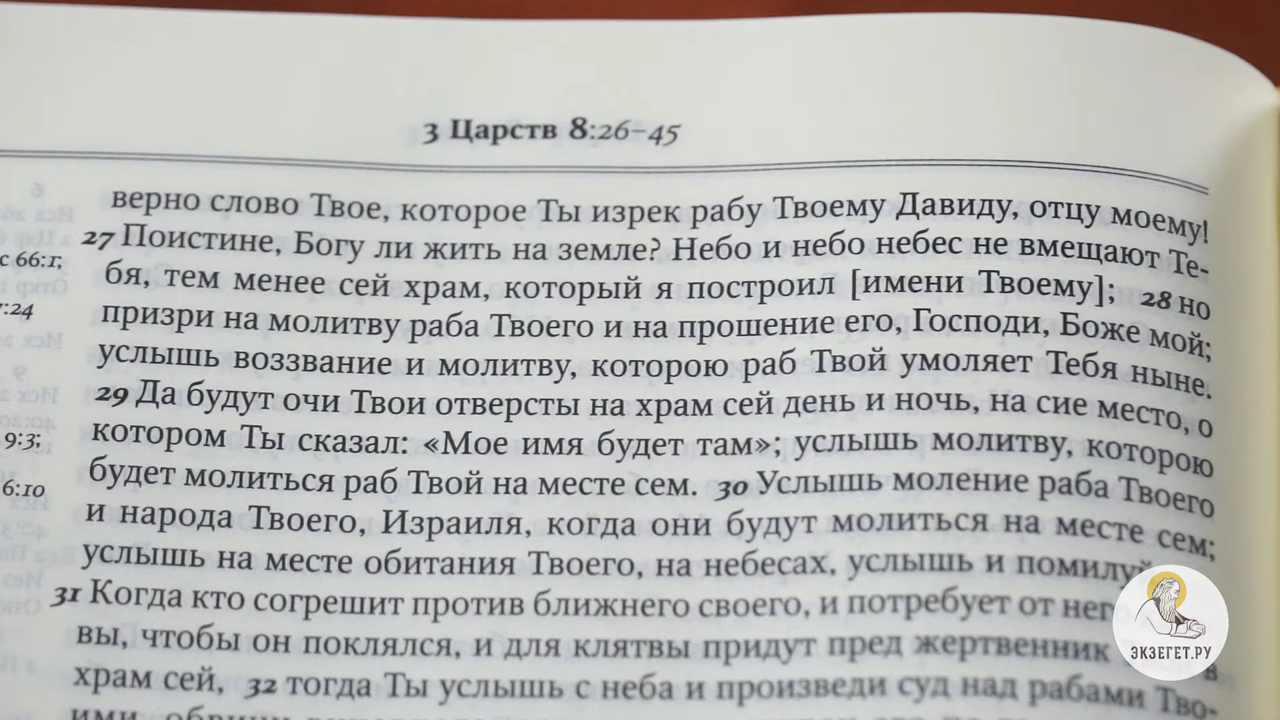 3 Царств 8:26–45
верно слово Твое, которое Ты изрек рабу Твоему Давиду, отцу моему!
27 Поистине, Богу ли жить на земле? Небо и небо небес не вмещают Те-
бя, тем менее сей храм, который я построил [имени Твоему]; 28 но
призри на молитву раба Твоего и на прошение его, Господи, Боже мой;
услышь воззвание и молитву, которою раб Твой умоляет Тебя ныне.
29 Да будут очи Твои отверсты на храм сей день и ночь, на сие место, о
котором Ты сказал: «Мое имя будет там»; услышь молитву, которою
будет молиться раб Твой на месте сем. 30 Услышь моление раба Твоего
и народа Твоего, Израиля, когда они будут молиться на месте сем;
услышь на месте обитания Твоего, на небесах, услышь и
31 Когда кто согрешит против ближнего своего, и потребует от
вы, чтобы он поклялся, и для клятвы придут пред жертвенник
храм сей, 32 тогда Ты услышь с неба и произведи суд над рабами Тво-
66:1;
:24
9:3;
6:10
ЭКЗЕГЕТ.РУ